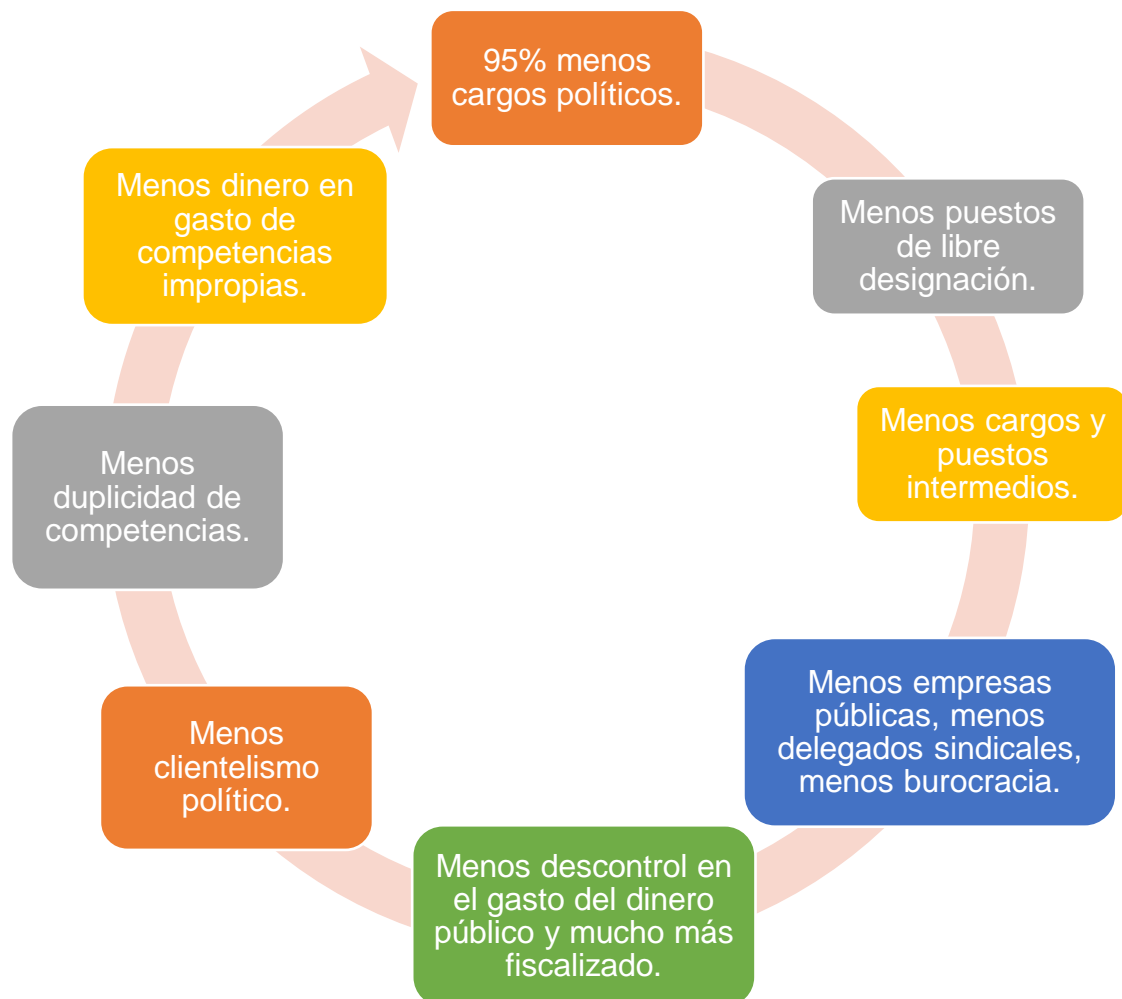 95% menos
cargos políticos.
Menos puestos
de libre
designación.
Menos cargos y
puestos
intermedios.
Menos empresas
públicas, menos
delegados sindicales,
menos burocracia.
Menos descontrol en
el gasto del dinero
público y mucho más
fiscalizado.
Menos
clientelismo
político.
Menos
duplicidad de
competencias.
Menos dinero en
gasto de
competencias
impropias.